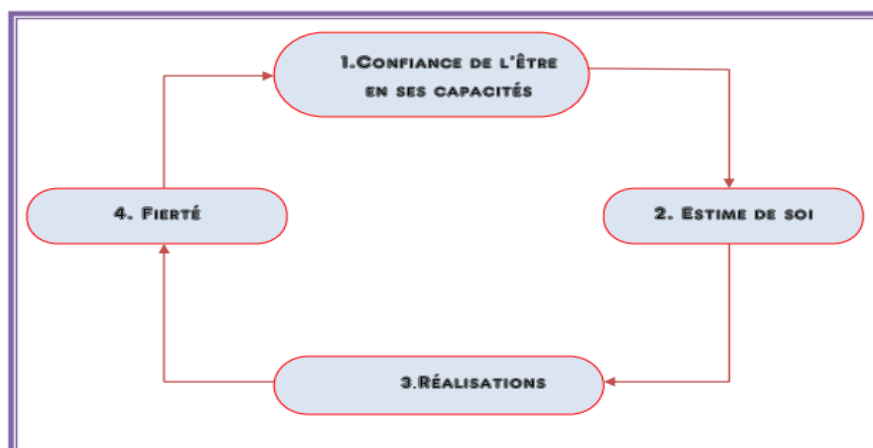 1.Confiance de l'Être
en ses capacités
2. Estime de soi
3.Réalisations
4. Fierté